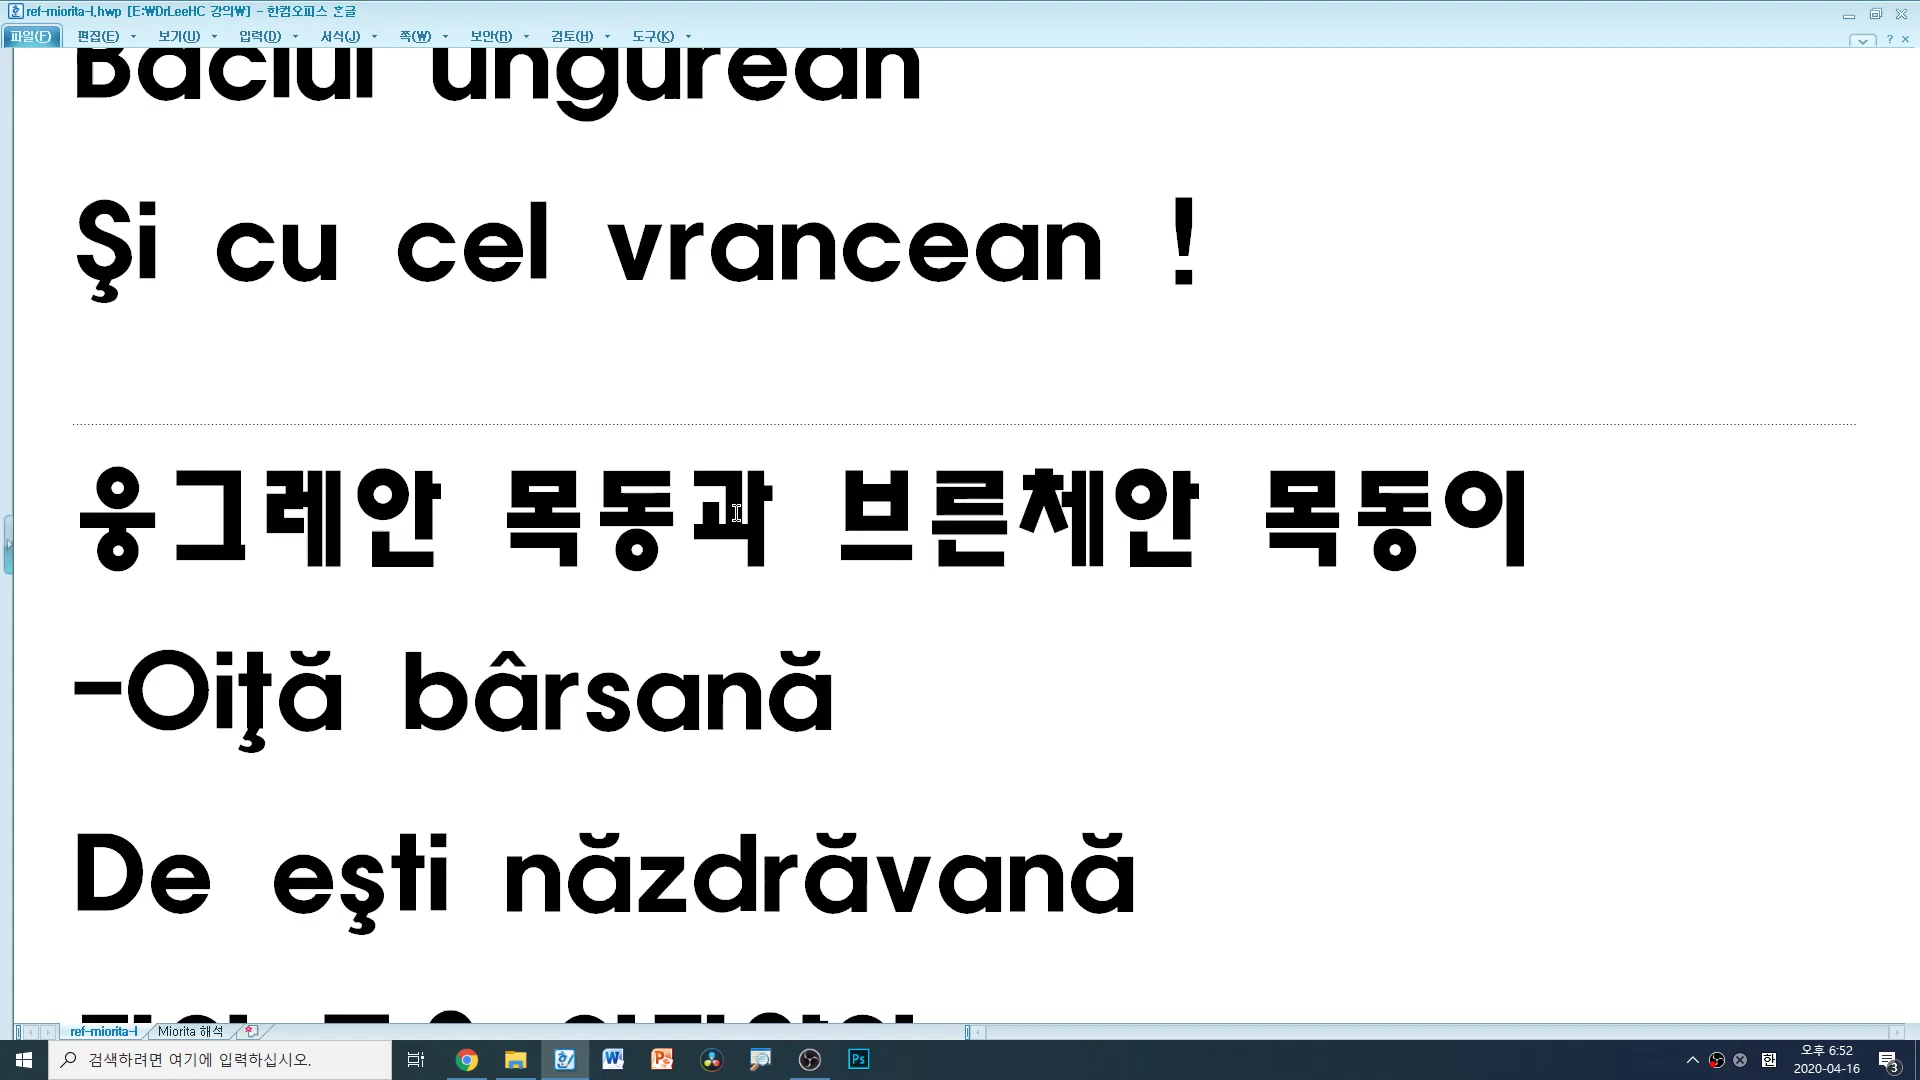 ref-miorita-l.hwp [E:₩DrLeeHC 강의₩] - 한컴오피스 ᄒᆞᆫ글
파일(F) 편집(E) 보기(U) 입력(D) 서식(J) 쪽(W) 보안(R) 검토(H) 도구(K)
Baciul ungurean
Şi cu cel vrancean !
웅그레안 목동과 브른체안 목동이
-Oiţă bârsană
De eşti năzdrăvană
ref-miorita-l Miorita 해석
검색하려면 여기에 입력하십시오.
한
오후 6:52
2020-04-16
3